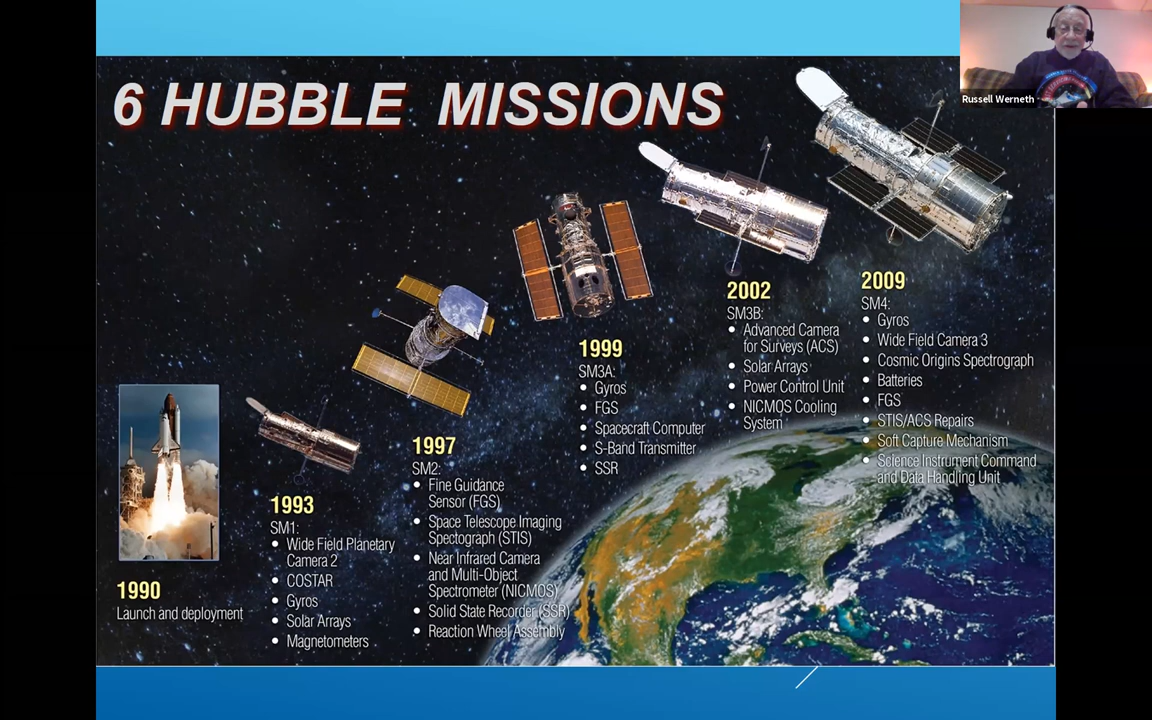 6 HUBBLE MISSIONS
Russell Werneth
1990
Launch and deployment
1993
SM1:
• Wide Field Planetary
Camera 2
• COSTAR
• Gyros
• Solar Arrays
• Magnetometers
1997
SM2:
• Fine Guidance
Sensor (FGS)
• Space Telescope Imaging
Spectograph (STIS)
• Near Infrared Camera
and Multi-Object
Spectrometer (NICMOS)
• Solid State Recorder (SSR)
• Reaction Wheel Assembly
1999
SM3A:
• Gyros
• FGS
• Spacecraft Computer
• S-Band Transmitter
• SSR
2002
SM3B:
• Advanced Camera
for Surveys (ACS)
• Solar Arrays
• Power Control Unit
• NICMOS Cooling
System
2009
SM4:
• Gyros
• Wide Field Camera 3
• Cosmic Origins Spectrograph
• Batteries
• FGS
• STIS/ACS Repairs
• Soft Capture Mechanism
• Science Instrument Command
and Data Handling Unit